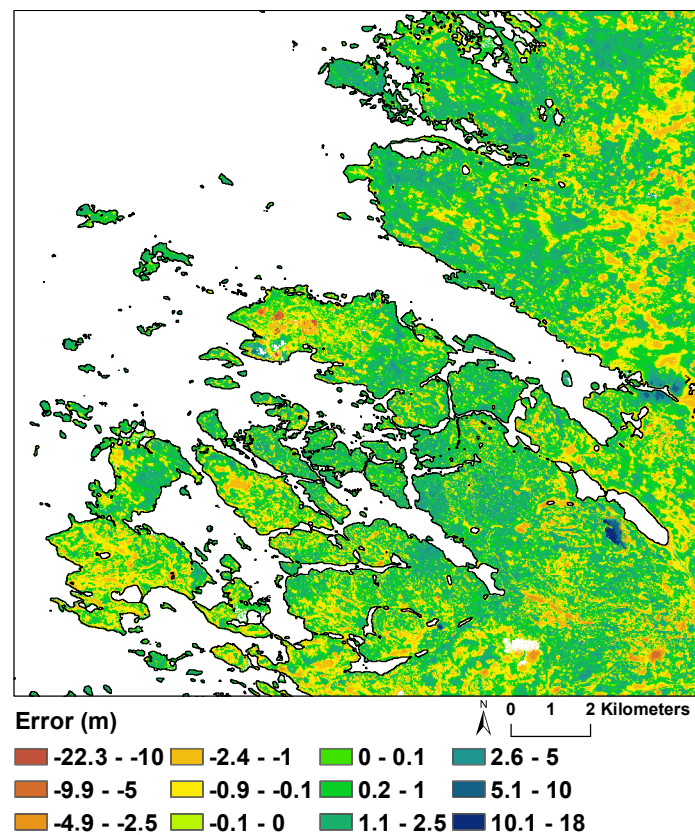 N
0 1 2 Kilometers
Error (m)
-22.3 - -10 -2.4 - -1 0 - 0.1 2.6 - 5
-9.9 - -5 -0.9 - -0.1 0.2 - 1 5.1 - 10
-4.9 - -2.5 -0.1 - 0 1.1 - 2.5 10.1 - 18